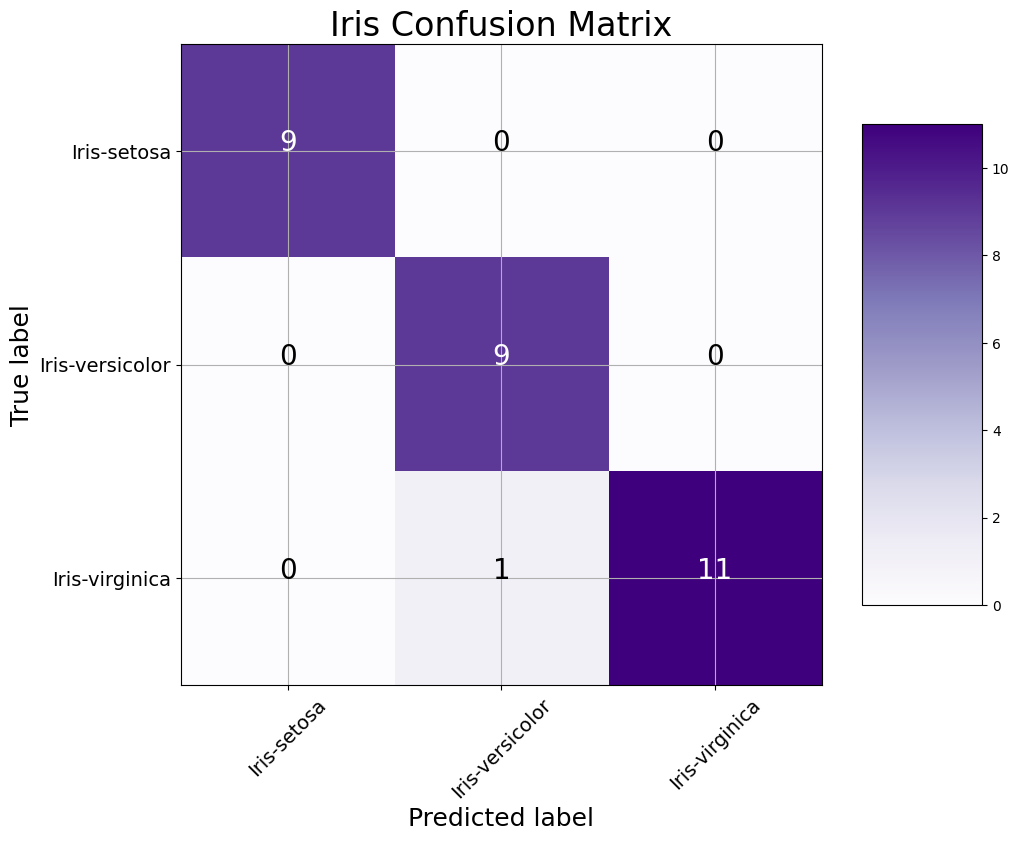 Iris Confusion Matrix
True label
Iris-setosa
9 0 0
Iris-versicolor
0 9 0
Iris-virginica
0 1 11
Iris-setosa
Iris-versicolor
Iris-virginica
Predicted label
10
8
6
4
2
0